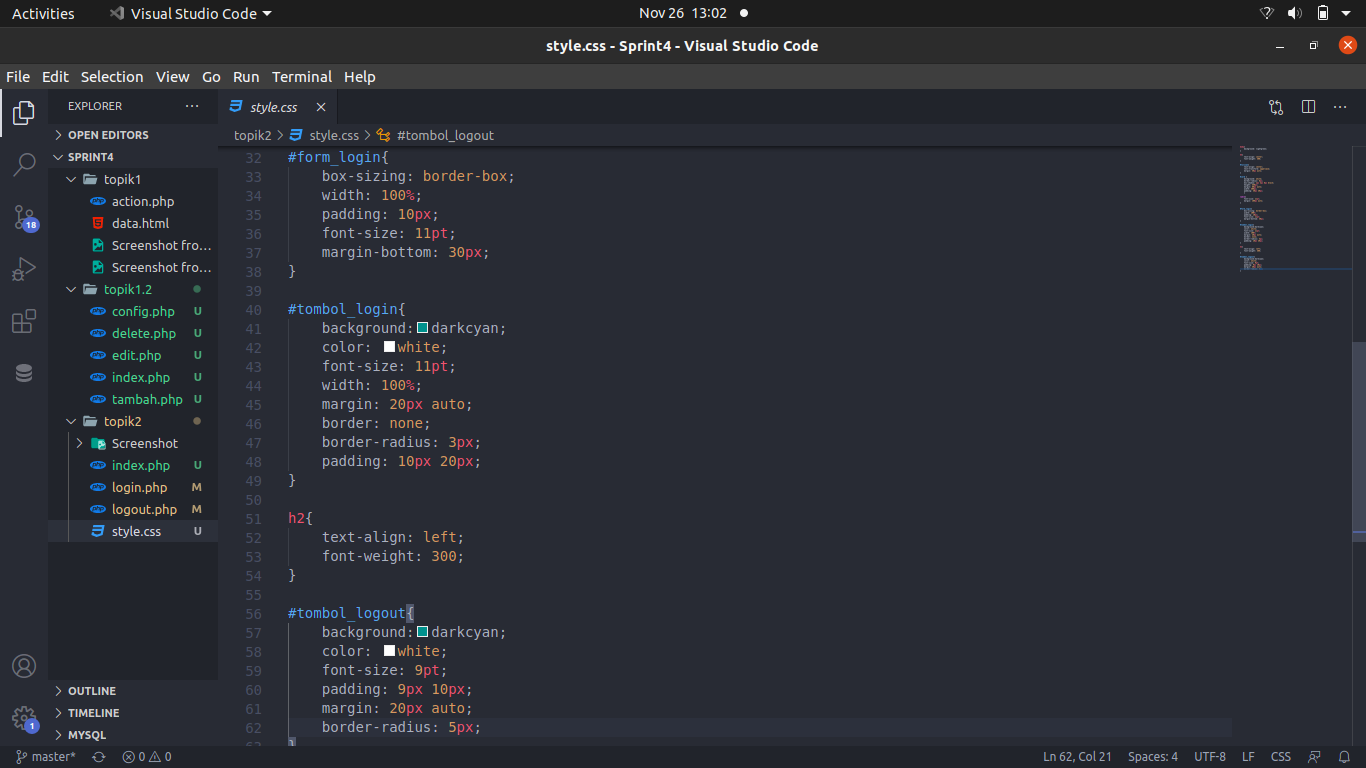 Activities
Visual Studio Code
Nov 26 13:02
style.css - Sprint4 - Visual Studio Code
File Edit Selection View Go Run Terminal Help
EXPLORER
OPEN EDITORS
SPRINT4
topik1
action.php
data.html
Screenshot fro...
Screenshot fro...
topik1.2
config.php U
delete.php U
edit.php U
index.php U
tambah.php U
topik2
Screenshot
index.php U
login.php M
logout.php M
style.css U
OUTLINE
TIMELINE
MYSQL
18
1
style.css
topik2 > style.css > #tombol_logout
32 #form_login{
33 box-sizing: border-box;
34 width: 100%;
35 padding: 10px;
36 font-size: 11pt;
37 margin-bottom: 30px;
38 }
39
40 #tombol_login{
41 background: darkcyan;
42 color: white;
43 font-size: 11pt;
44 width: 100%;
45 margin: 20px auto;
46 border: none;
47 border-radius: 3px;
48 padding: 10px 20px;
49 }
50
51 h2{
52 text-align: left;
53 font-weight: 300;
54 }
55
56 #tombol_logout{
57 background: darkcyan;
58 color: white;
59 font-size: 9pt;
60 padding: 9px 10px;
61 margin: 20px auto;
62 border-radius: 5px;
63 }
master* 0 0
Ln 62, Col 21 Spaces: 4 UTF-8 LF CSS